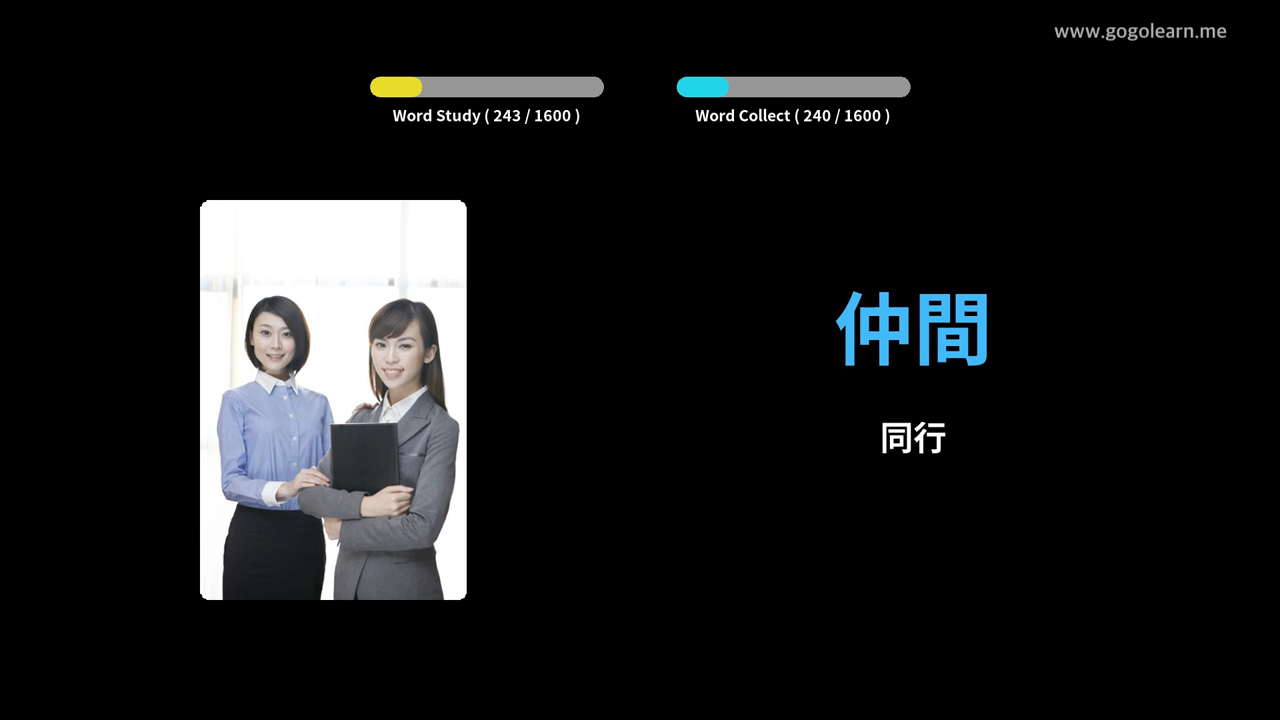 www.gogolearn.me
Word Study ( 243 / 1600 )
Word Collect ( 240 / 1600 )
仲間
同行